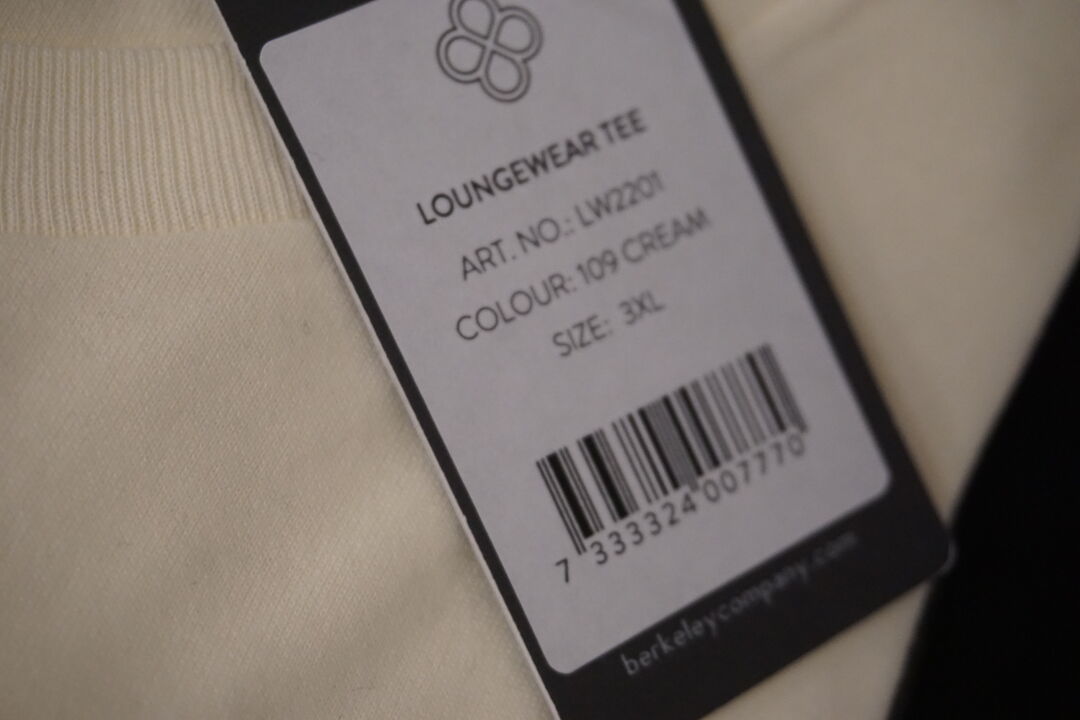 LOUNGEWEAR TEE
ART. NO.: LW2201
COLOUR: 109 CREAM
SIZE: 3XL
7 333324 007770
berkeleycompany.com